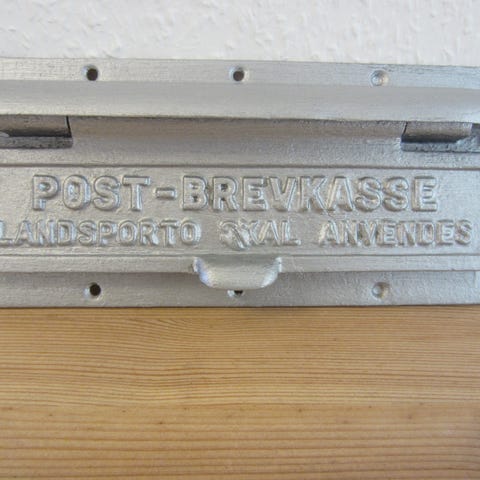 POST-BREVKASSE
LANDSPORTO SKAL ANVENDES